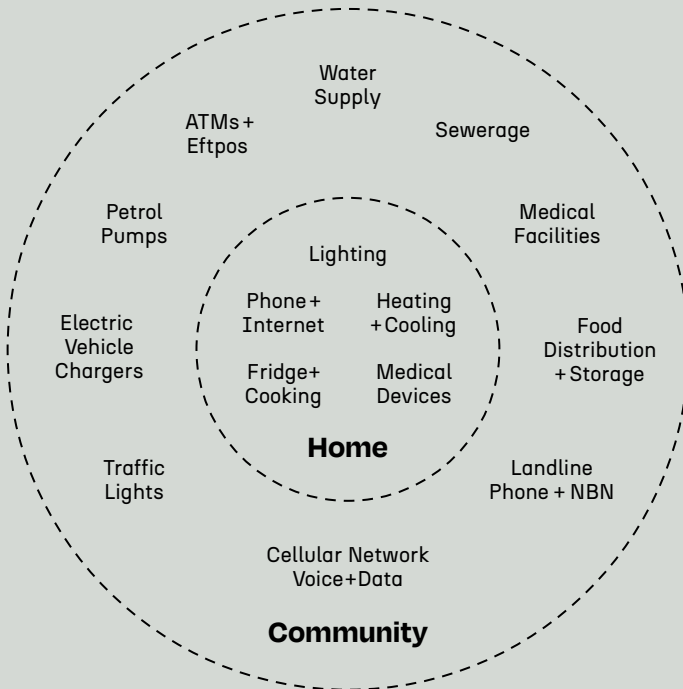 Water
Supply
ATMs +
Eftpos
Sewerage
Petrol
Pumps
Medical
Facilities
Lighting
Phone +
Internet
Heating
+ Cooling
Electric
Vehicle
Chargers
Food
Distribution
+ Storage
Fridge+
Cooking
Medical
Devices
Home
Traffic
Lights
Landline
Phone + NBN
Cellular Network
Voice+Data
Community